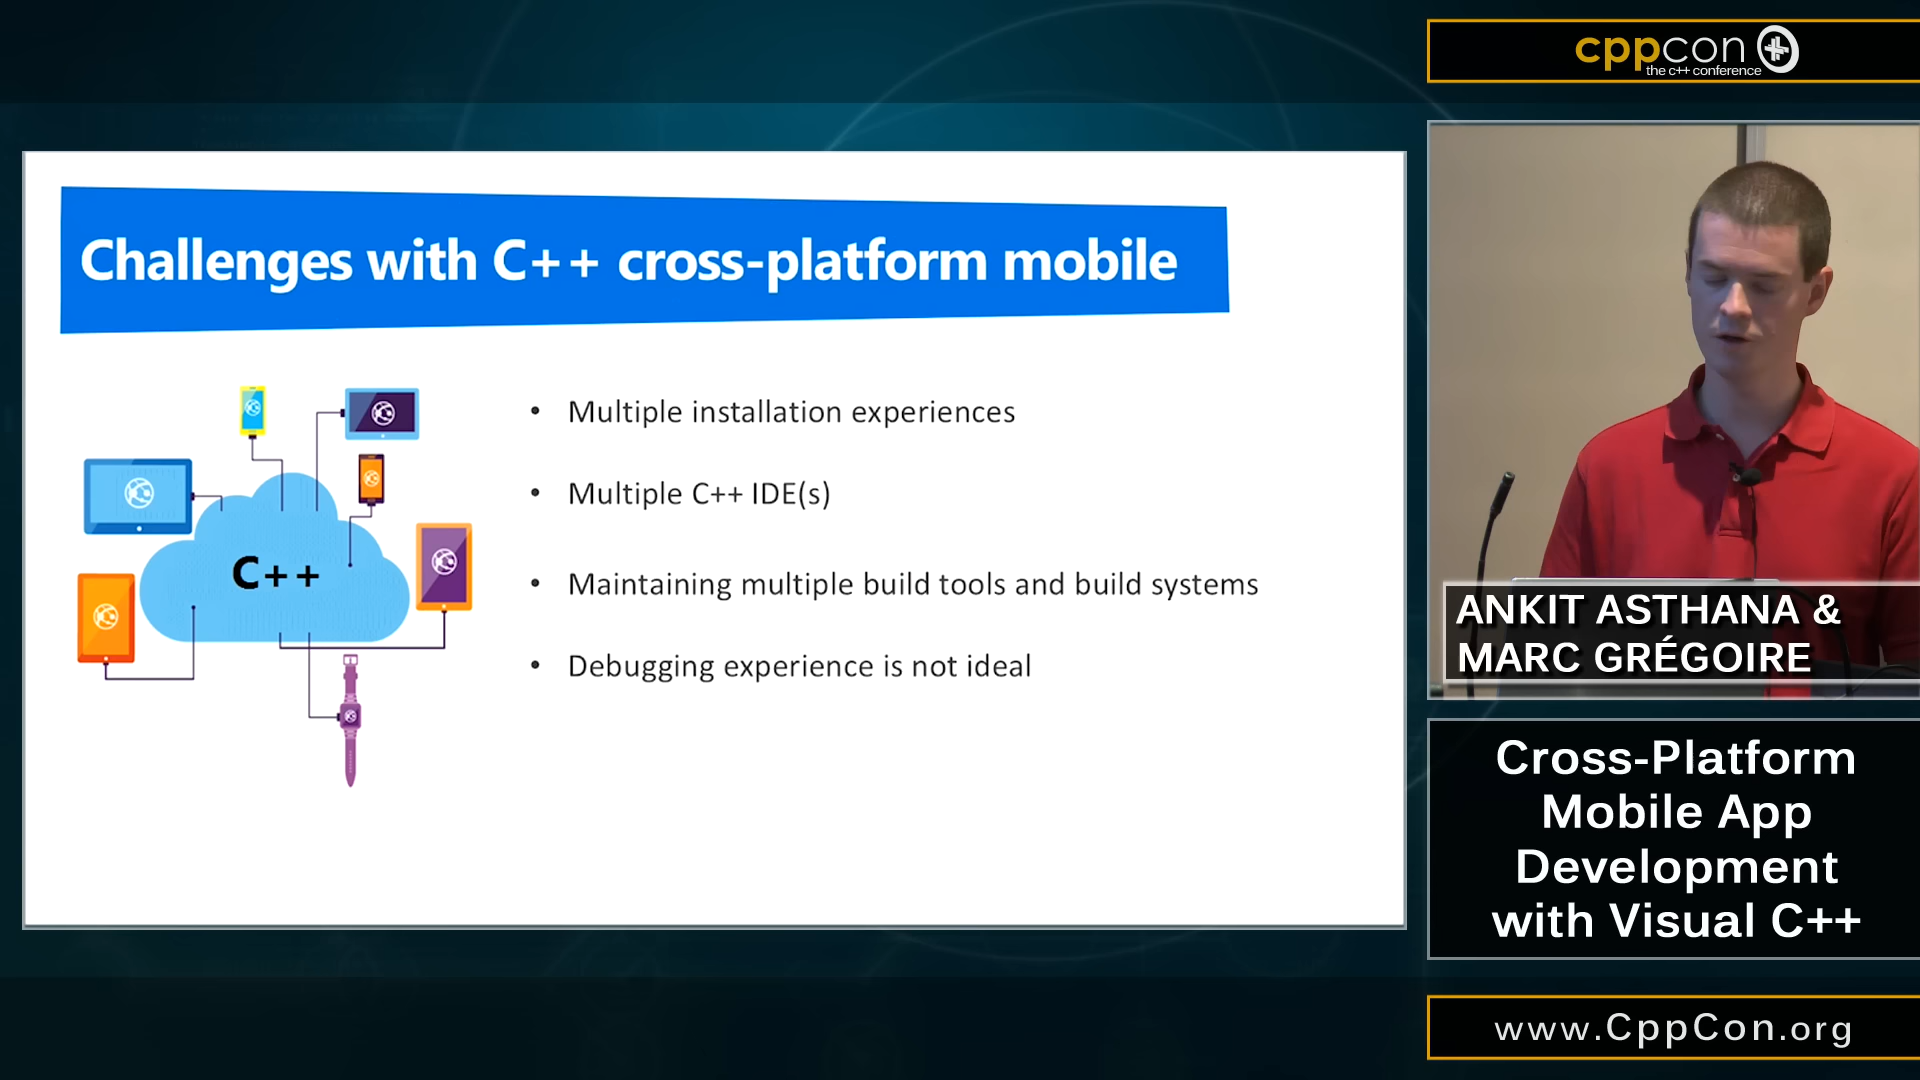 cppcon
the c++ conference
Challenges with C++ cross-platform mobile
C++
• Multiple installation experiences
• Multiple C++ IDE(s)
• Maintaining multiple build tools and build systems
• Debugging experience is not ideal
ANKIT ASTHANA &
MARC GRÉGOIRE
Cross-Platform
Mobile App
Development
with Visual C++
www.CppCon.org